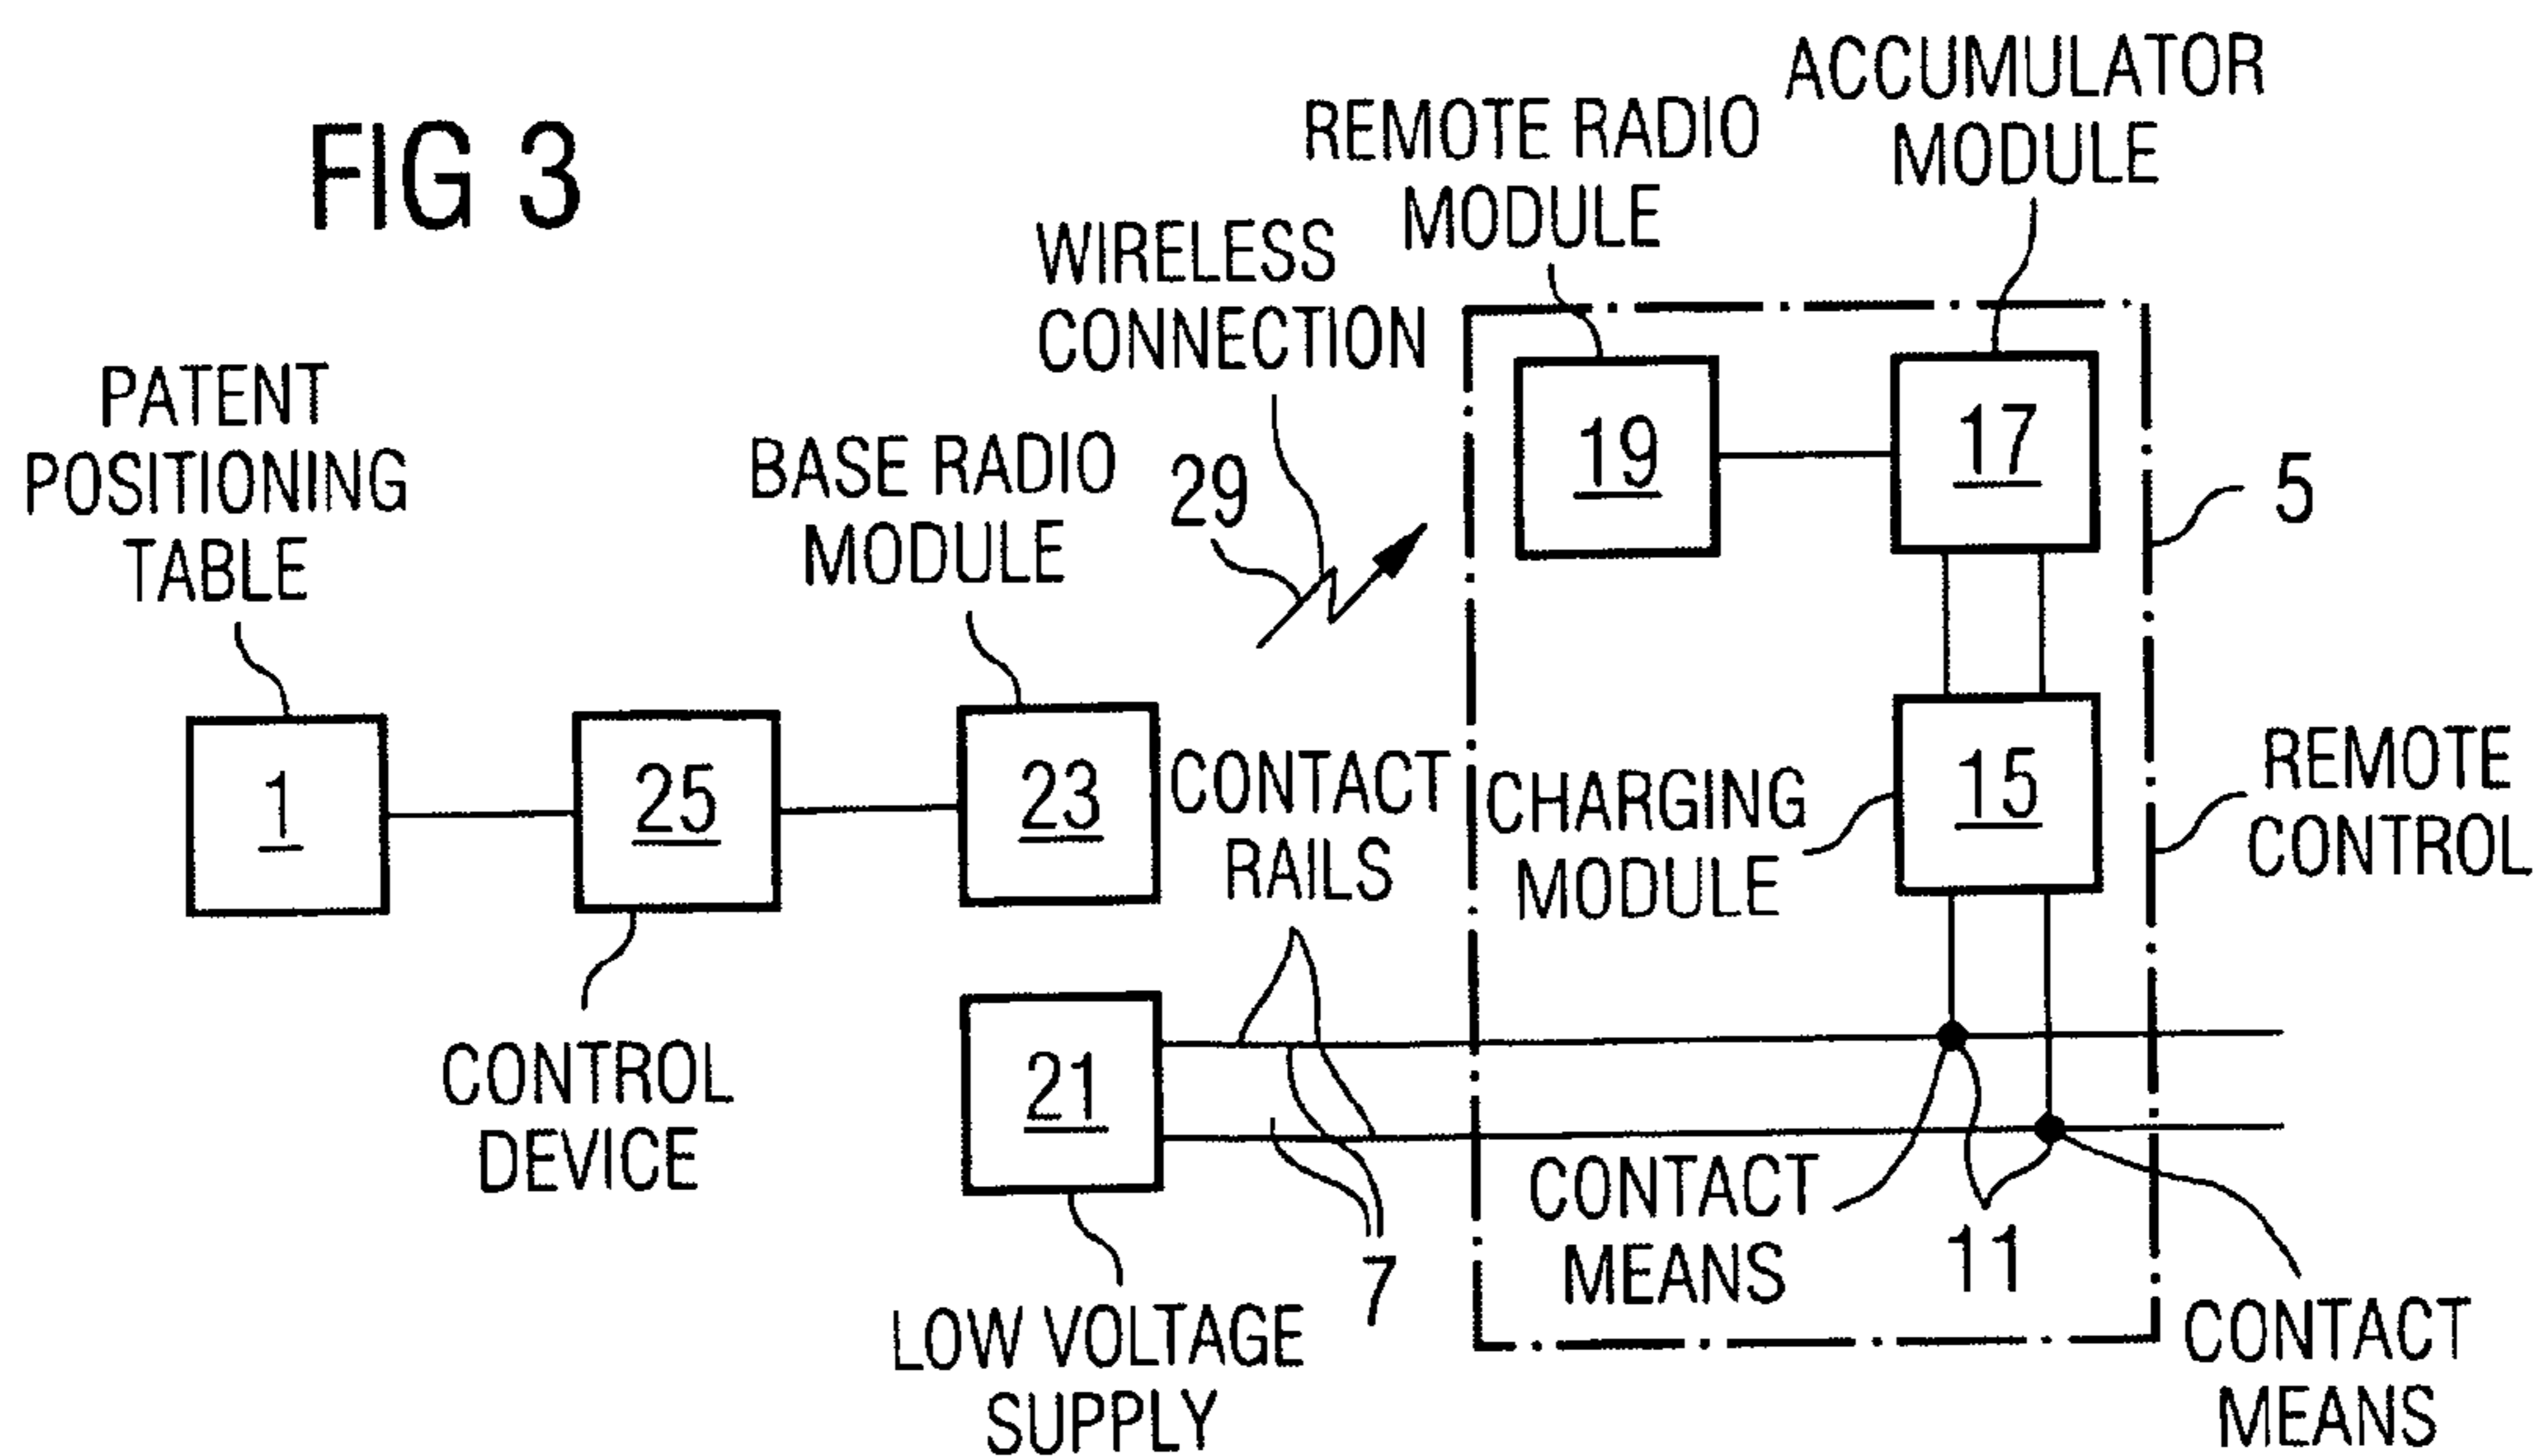 FIG 3
ACCUMULATOR
MODULE
REMOTE RADIO
MODULE
WIRELESS
CONNECTION
29
PATENT
POSITIONING
TABLE
BASE RADIO
MODULE
19
17
5
1
25
23
CONTACT
RAILS
CHARGING
MODULE
15
REMOTE
CONTROL
CONTROL
DEVICE
21
LOW VOLTAGE
SUPPLY
7
CONTACT
MEANS
11
CONTACT
MEANS